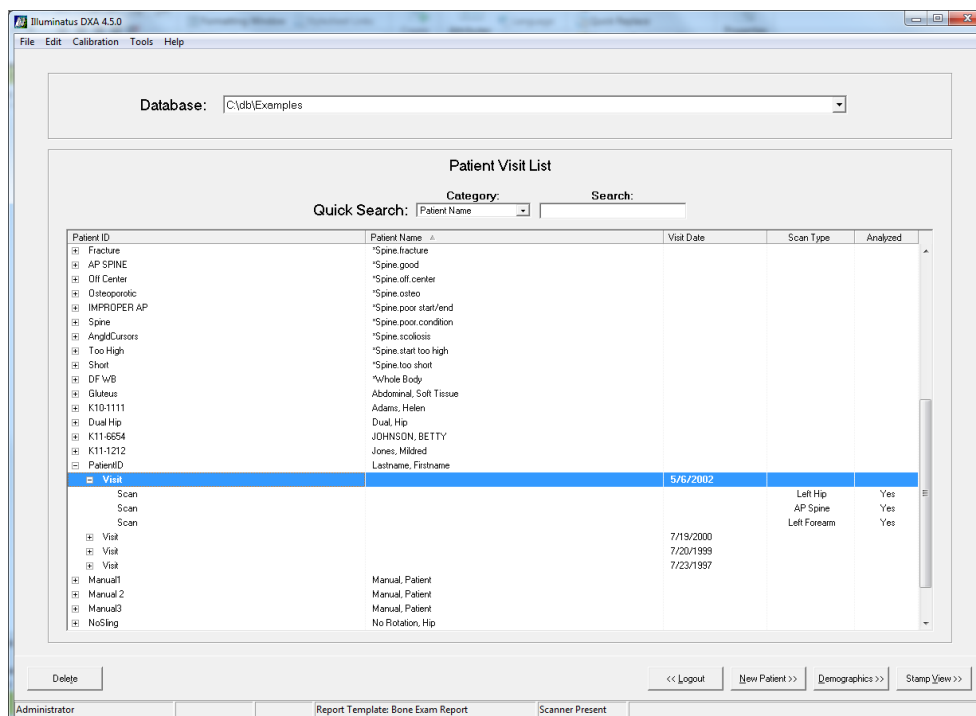 Illuminatus DXA 4.5.0
File Edit Calibration Tools Help
Database: C:\db\Examples
Patient Visit List
Category: Search:
Quick Search: Patient Name
Patient ID Patient Name Visit Date Scan Type Analyzed
Fracture *Spine.fracture
AP SPINE *Spine.good
Off Center *Spine.off.center
Osteoporotic *Spine.osteo
IMPROPER AP *Spine.poor start/end
Spine *Spine.poor.condition
AngldCursors *Spine.scoliosis
Too High *Spine.start too high
Short *Spine.too short
DF WB *Whole Body
Gluteus Abdominal, Soft Tissue
K10-1111 Adams, Helen
Dual Hip Dual, Hip
K11-6654 JOHNSON, BETTY
K11-1212 Jones, Mildred
PatientID Lastname, Firstname
Visit 5/6/2002
Scan Left Hip Yes
Scan AP Spine Yes
Scan Left Forearm Yes
Visit 7/19/2000
Visit 7/20/1999
Visit 7/23/1997
Manual1 Manual, Patient
Manual 2 Manual, Patient
Manual3 Manual, Patient
NoSling No Rotation, Hip
Delete << Logout New Patient >> Demographics >> Stamp View >>
Administrator Report Template: Bone Exam Report Scanner Present